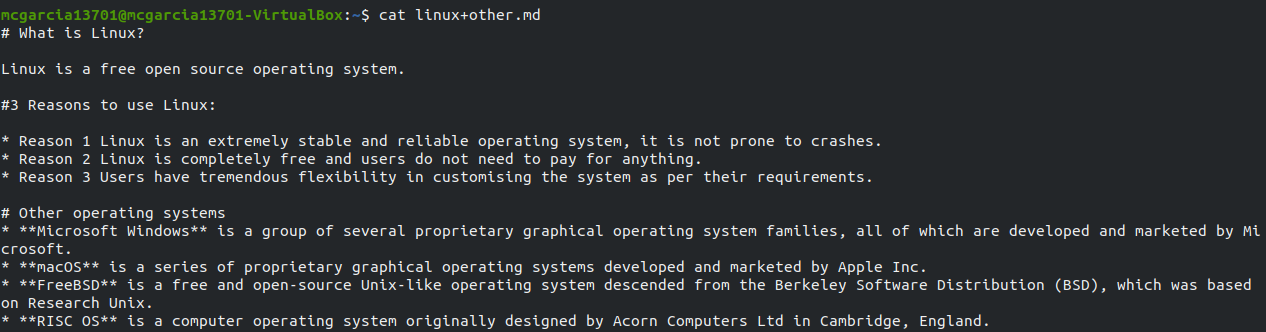 mcgarcia13701@mcgarcia13701-VirtualBox:~$ cat linux+other.md
# What is Linux?
Linux is a free open source operating system.
#3 Reasons to use Linux:
* Reason 1 Linux is an extremely stable and reliable operating system, it is not prone to crashes.
* Reason 2 Linux is completely free and users do not need to pay for anything.
* Reason 3 Users have tremendous flexibility in customising the system as per their requirements.
# Other operating systems
* **Microsoft Windows** is a group of several proprietary graphical operating system families, all of which are developed and marketed by Mi
crosoft.
* **macOS** is a series of proprietary graphical operating systems developed and marketed by Apple Inc.
* **FreeBSD** is a free and open-source Unix-like operating system descended from the Berkeley Software Distribution (BSD), which was based
on Research Unix.
* **RISC OS** is a computer operating system originally designed by Acorn Computers Ltd in Cambridge, England.